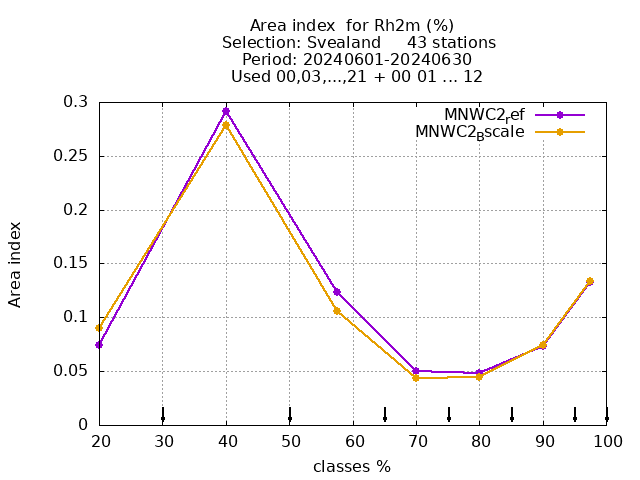 Area index  for Rh2m (%)
Selection: Svealand     43 stations
Period: 20240601-20240630
Used 00,03,...,21 + 00 01 ... 12
MNWC2ref
MNWC2Bscale
Area index
0.3
0.25
0.2
0.15
0.1
0.05
0
20 30 40 50 60 70 80 90 100
classes %